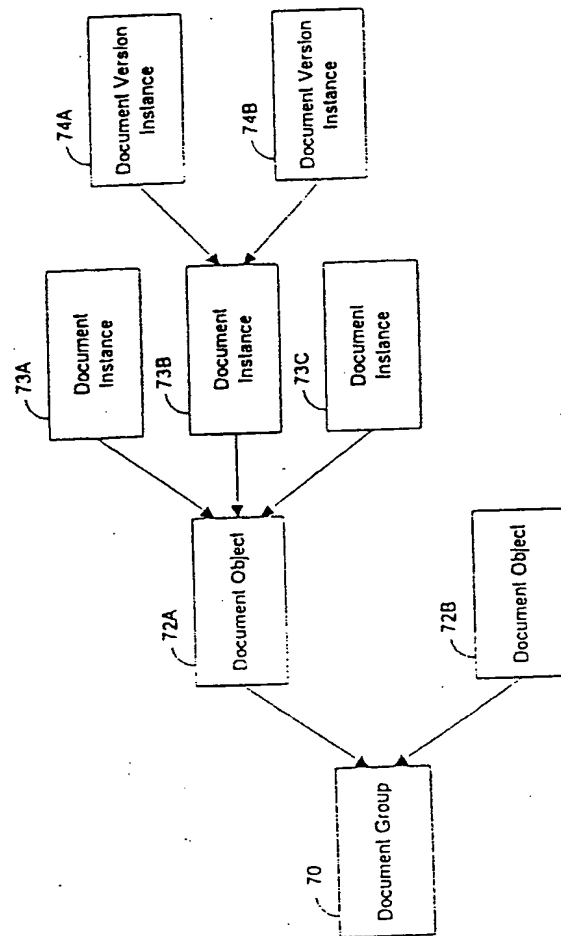 74A
Document Version
Instance
74B
Document Version
Instance
73A
Document
Instance
73B
Document
Instance
73C
Document
Instance
72A
Document Object
72B
Document Object
70
Document Group